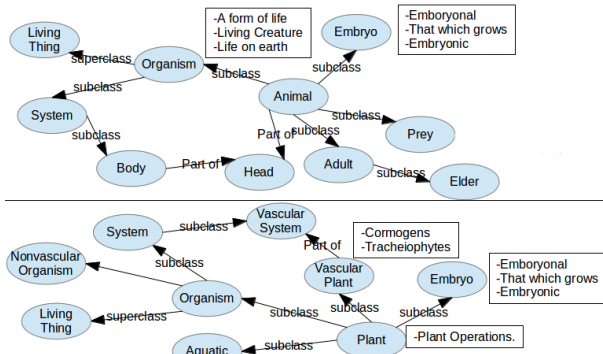 -A form of life
-Living Creature
-Life on earth
-Emboryonal
-That which grows
-Embryonic
Living
Thing
Embryo
superclass
Organism
subclass
subclass
subclass
Animal
System
subclass
Part of
subclass
subclass
Prey
Body
Part of
Head
Adult
subclass
Elder
System
subclass
Vascular
System
-Cormogens
-Tracheiophytes
Part of
Nonvascular
Organism
subclass
Vascular
Plant
Embryo
-Emboryonal
-That which grows
-Embryonic
Organism
Living
Thing
superclass
subclass
subclass
subclass
Plant
-Plant Operations.
Aquatic
subclass